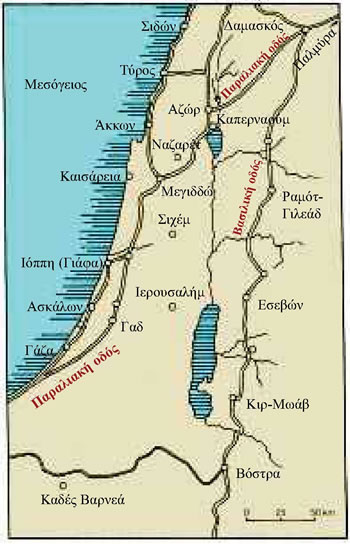 Σιδών
Δαμασκός
Παλμύρα
Τύρος
Παραλιακή οδός
Μεσόγειος
Αζώρ
Καπερναούμ
Άκκων
Ναζαρέτ
Καισάρεια
Μεγιδδώ
Βασιλική οδός
Ραμότ-
Γιλεάδ
Σιχέμ
Ιόππη (Γιάφα)
Ιερουσαλήμ
Εσεβών
Ασκάλων
Γαδ
Γάζα
Παραλιακή οδός
Κιρ-Μωάβ
Βόστρα
Καδές Βαρνεά
0 25 50 km